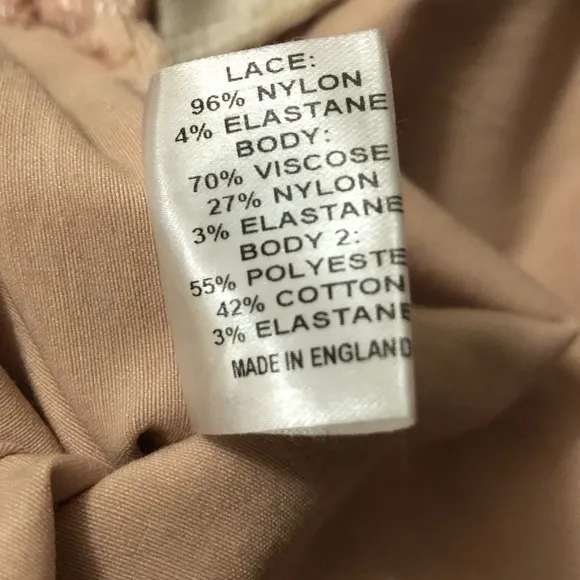 LACE:
96% NYLON
4% ELASTANE
BODY:
70% VISCOSE
27% NYLON
3% ELASTANE
BODY 2:
55% POLYESTE
42% COTTON
3% ELASTANE
MADE IN ENGLAND